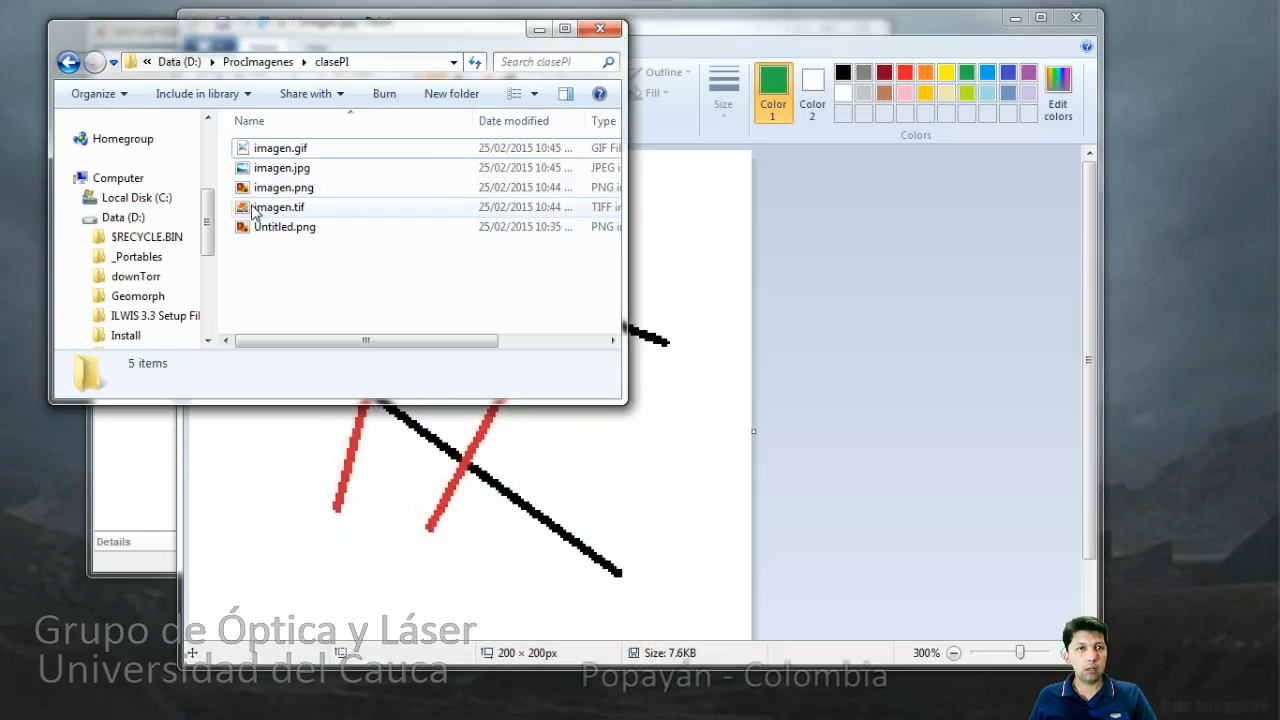 « Data (D:) ▸ ProcImagenes ▸ clasePI
Search clasePI
Organize
Include in library
Share with
Burn
New folder
Homegroup
Computer
Local Disk (C:)
Data (D:)
$RECYCLE.BIN
_Portables
downTorr
Geomorph
ILWIS 3.3 Setup Fil
Install
Name
Date modified
Type
imagen.gif
25/02/2015 10:45 ...
GIF Fil
imagen.jpg
25/02/2015 10:45 ...
JPEG i
imagen.png
25/02/2015 10:44 ...
PNG i
imagen.tif
25/02/2015 10:44 ...
TIFF i
Untitled.png
25/02/2015 10:35 ...
PNG i
5 items
Outline
Fill
Size
Color
1
Color
2
Edit
colors
Colors
Details
200 × 200px
Size: 7.6KB
300%
Grupo de Óptica y Láser
Universidad del Cauca
Popayán - Colombia